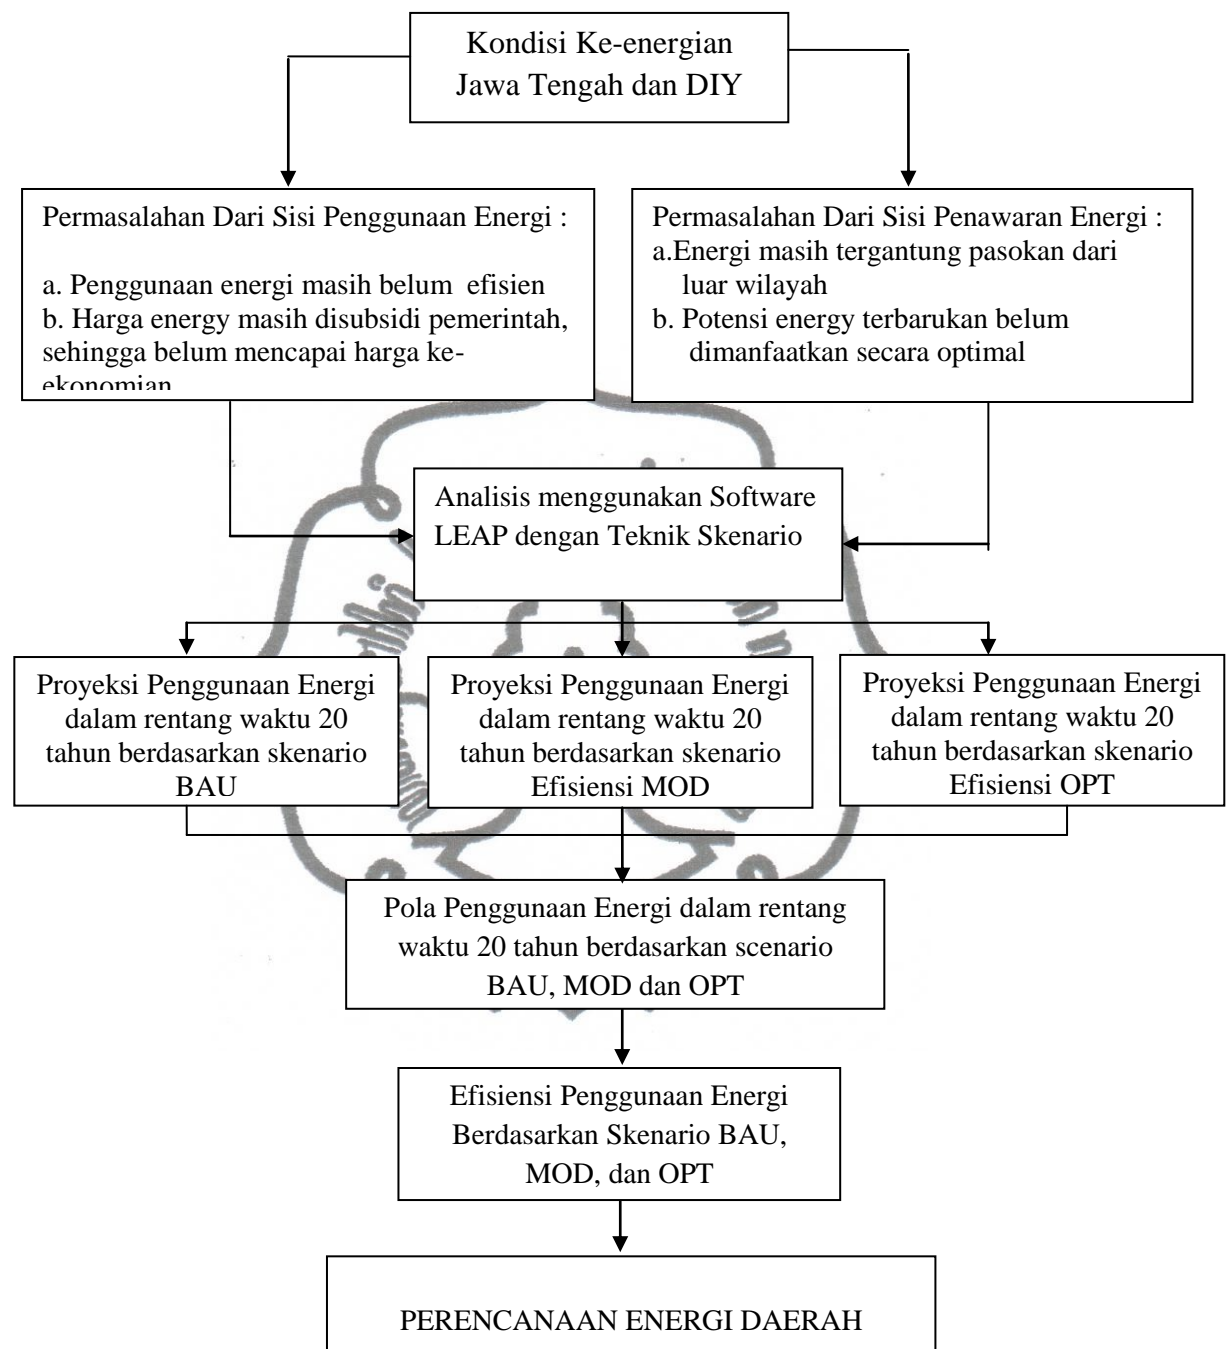 Kondisi Ke-energian
Jawa Tengah dan DIY
Permasalahan Dari Sisi Penggunaan Energi :
a. Penggunaan energi masih belum efisien
b. Harga energy masih disubsidi pemerintah,
sehingga belum mencapai harga ke-
ekonomian
Permasalahan Dari Sisi Penawaran Energi :
a.Energi masih tergantung pasokan dari
luar wilayah
b. Potensi energy terbarukan belum
dimanfaatkan secara optimal
Analisis menggunakan Software
LEAP dengan Teknik Skenario
Proyeksi Penggunaan Energi
dalam rentang waktu 20
tahun berdasarkan skenario
BAU
Proyeksi Penggunaan Energi
dalam rentang waktu 20
tahun berdasarkan skenario
Efisiensi MOD
Proyeksi Penggunaan Energi
dalam rentang waktu 20
tahun berdasarkan skenario
Efisiensi OPT
Pola Penggunaan Energi dalam rentang
waktu 20 tahun berdasarkan scenario
BAU, MOD dan OPT
Efisiensi Penggunaan Energi
Berdasarkan Skenario BAU,
MOD, dan OPT
PERENCANAAN ENERGI DAERAH